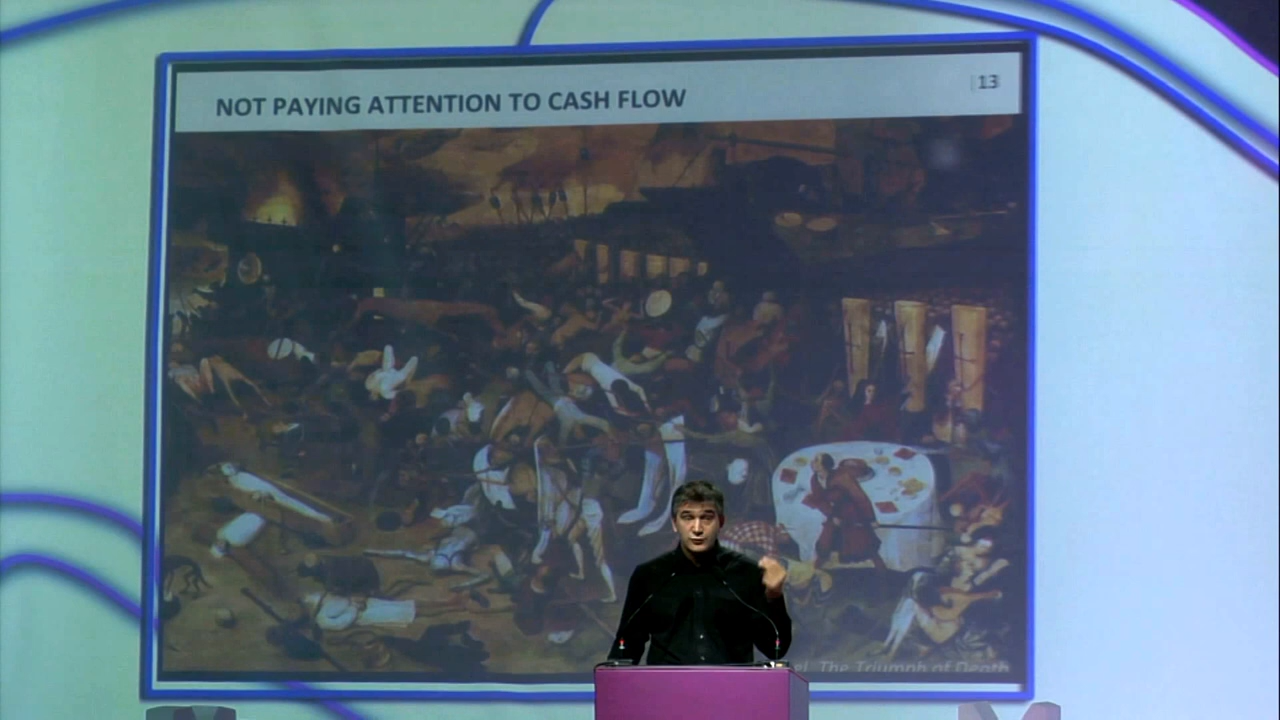 NOT PAYING ATTENTION TO CASH FLOW
13
The Triumph of Death